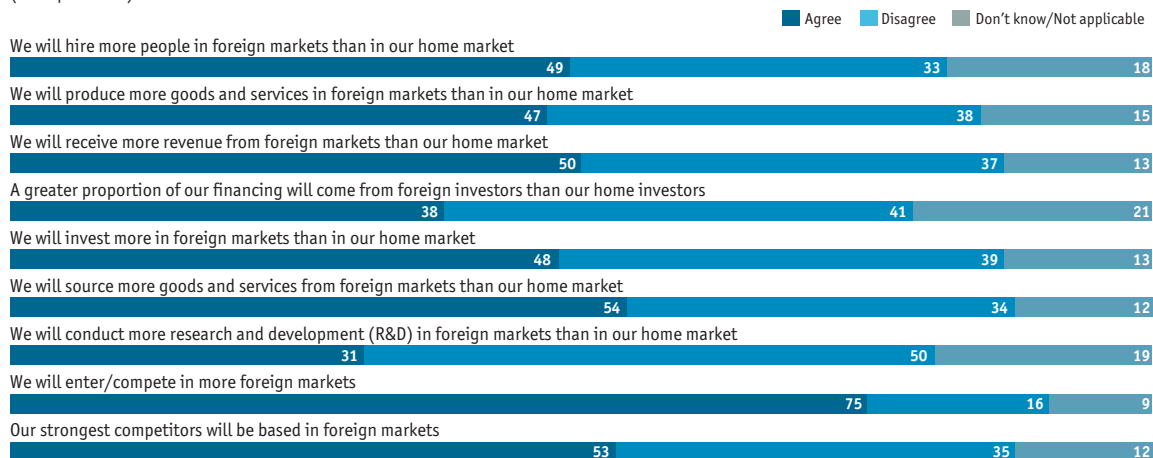 Agree Disagree Don't know/Not applicable
We will hire more people in foreign markets than in our home market
49 33 18
We will produce more goods and services in foreign markets than in our home market
47 38 15
We will receive more revenue from foreign markets than our home market
50 37 13
A greater proportion of our financing will come from foreign investors than our home investors
38 41 21
We will invest more in foreign markets than in our home market
48 39 13
We will source more goods and services from foreign markets than our home market
54 34 12
We will conduct more research and development (R&D) in foreign markets than in our home market
31 50 19
We will enter/compete in more foreign markets
75 16 9
Our strongest competitors will be based in foreign markets
53 35 12